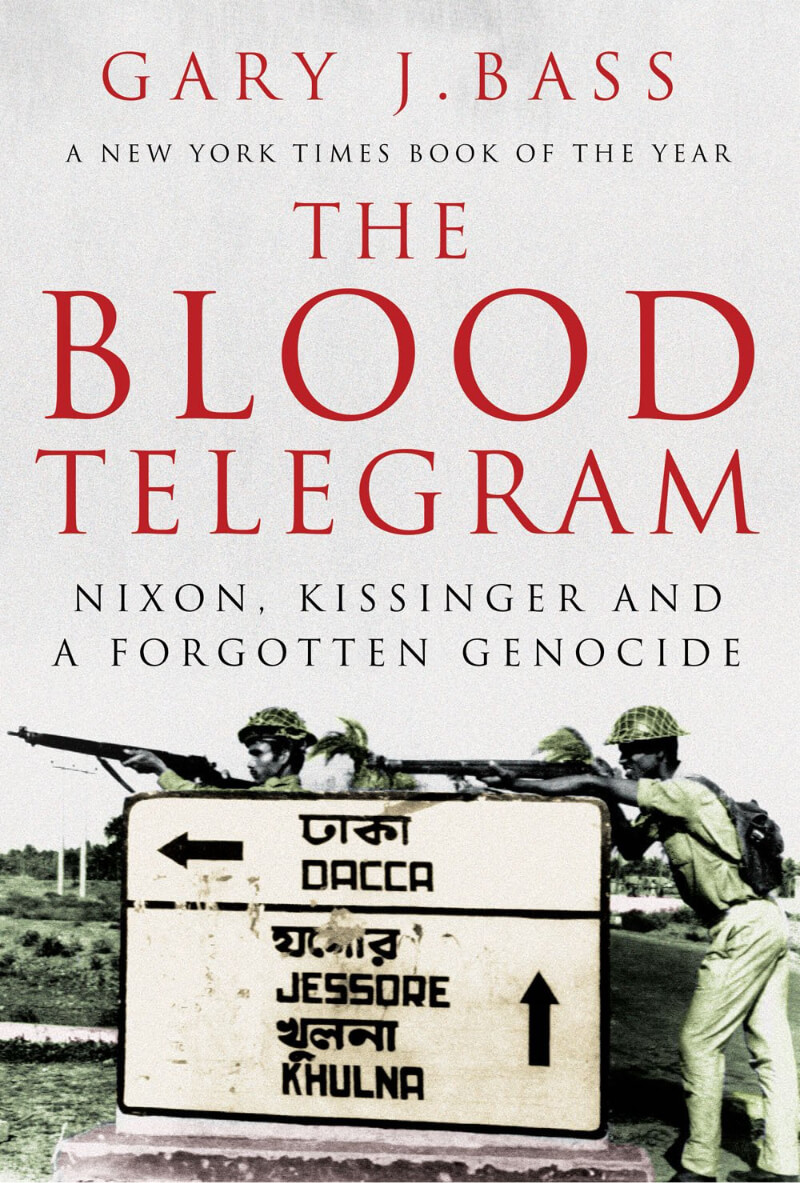 GARY J. BASS
A NEW YORK TIMES BOOK OF THE YEAR
THE
BLOOD
TELEGRAM
NIXON, KISSINGER AND
A FORGOTTEN GENOCIDE
ঢাকা
DACCA
যশোর
JESSORE
খুলনা
KHULNA